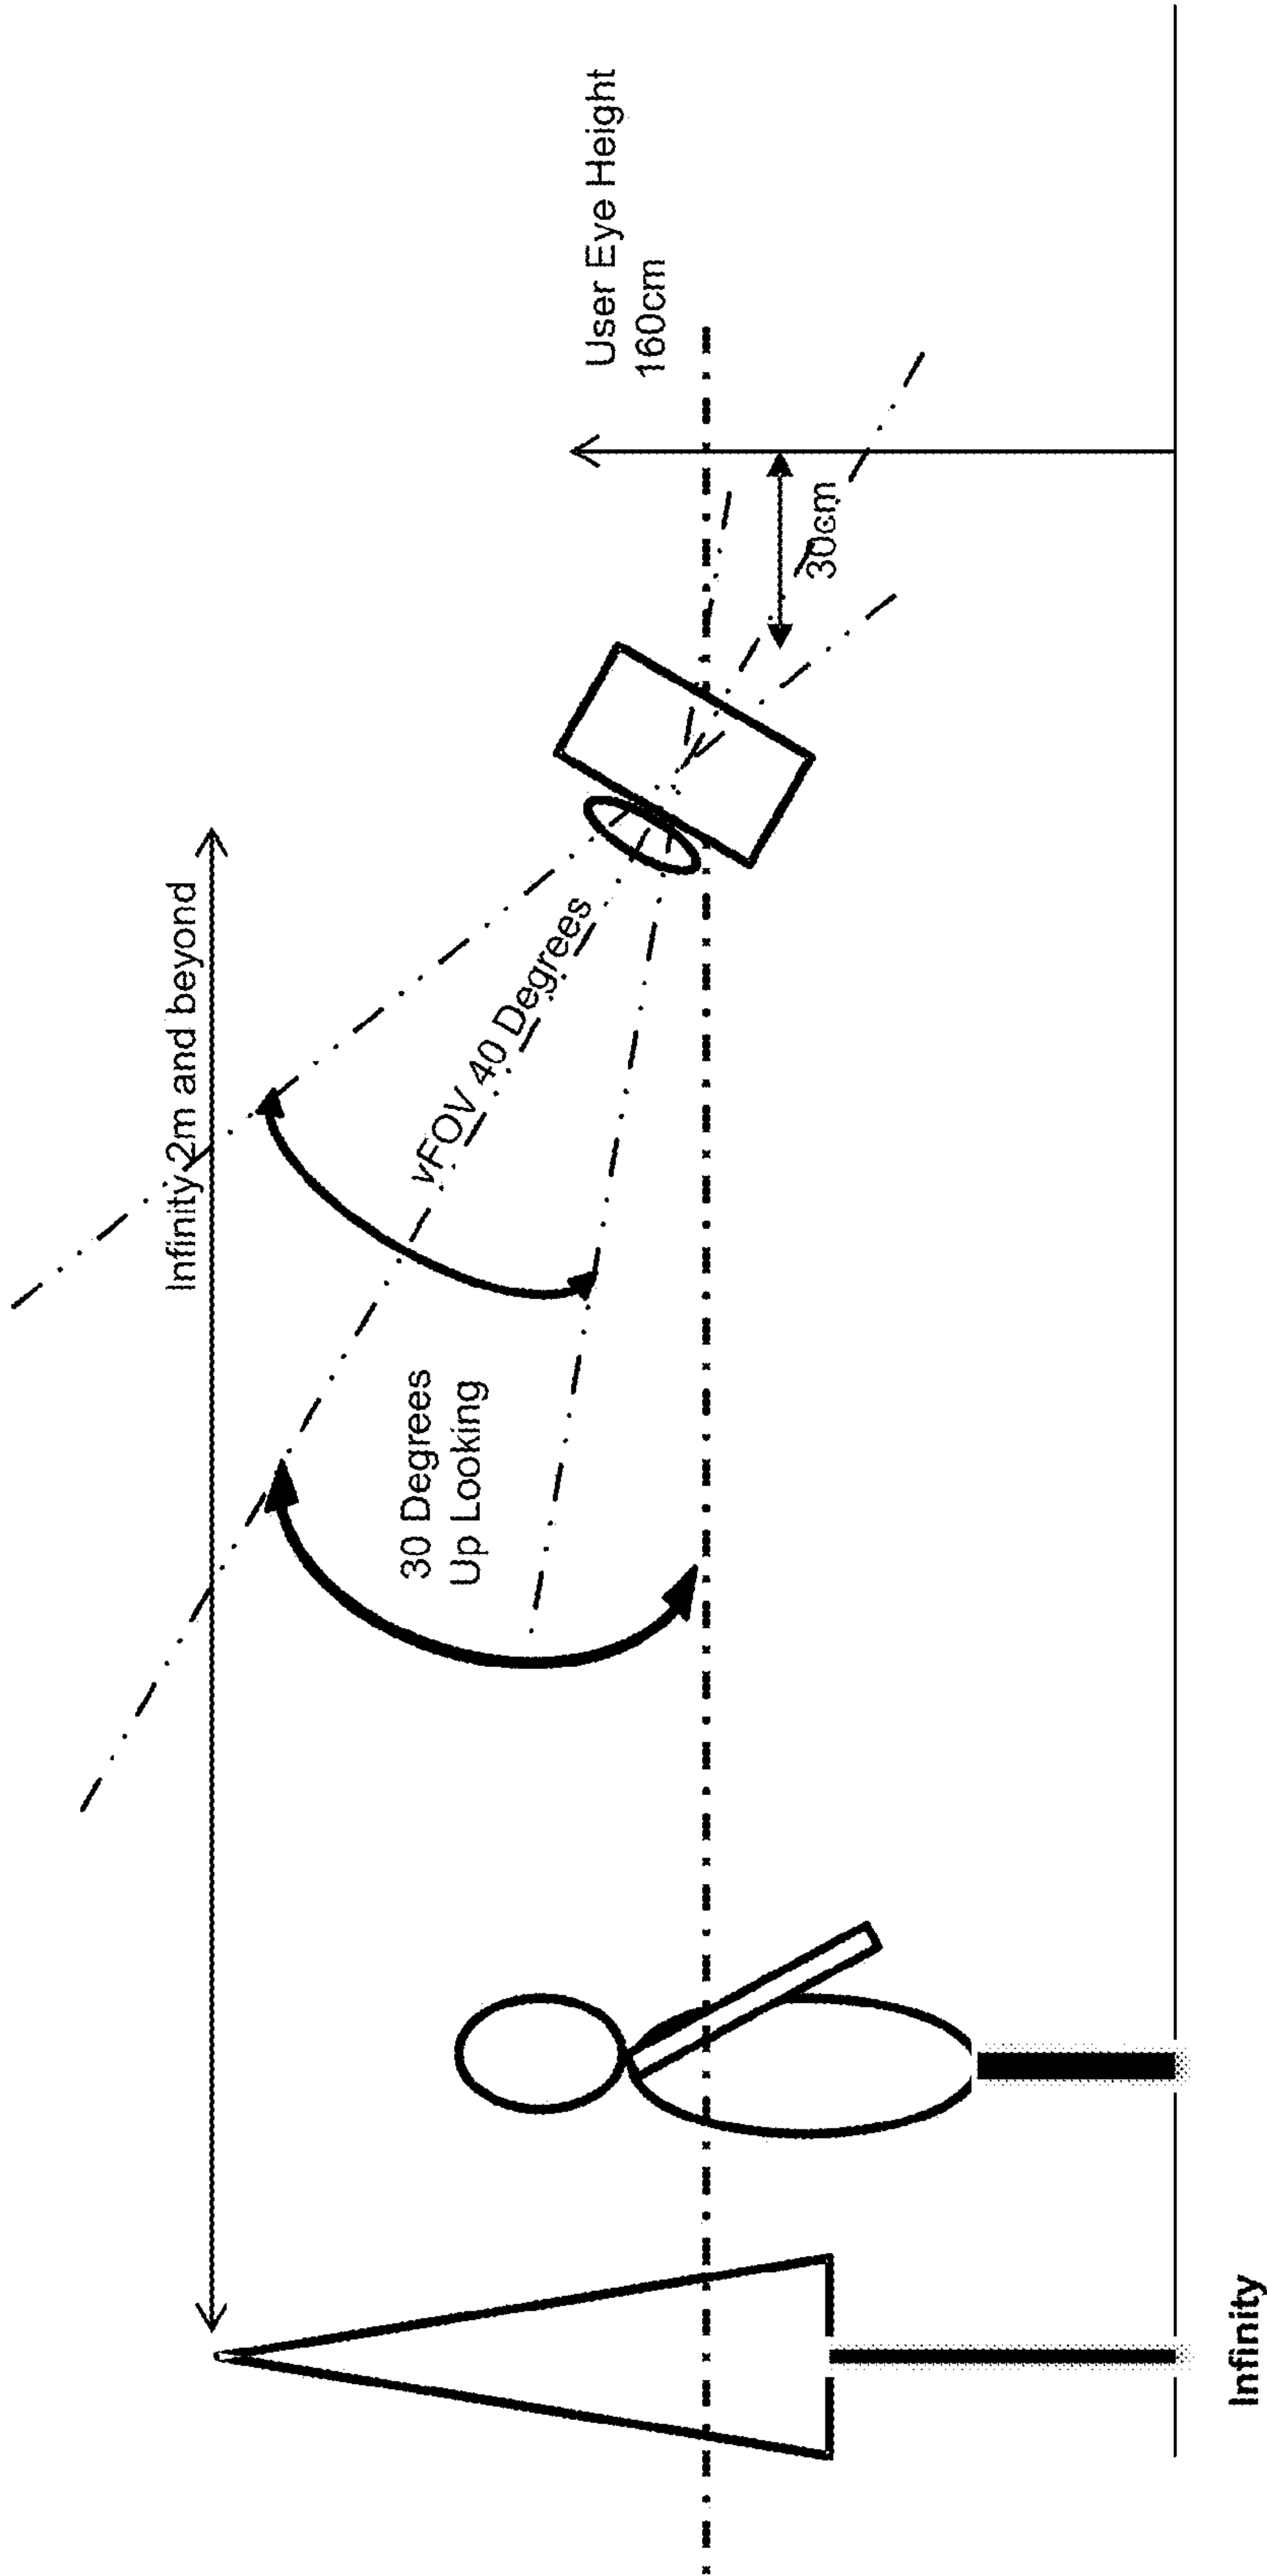 Infinity 2m and beyond
User Eye Height
160cm
vFOV 40 Degrees
30 Degrees
Up Looking
30cm
Infinity